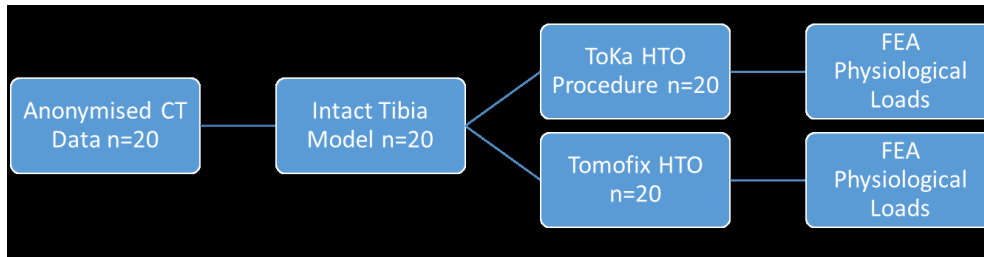 Anonymised CT
Data n=20
Intact Tibia
Model n=20
ToKa HTO
Procedure n=20
FEA
Physiological
Loads
Tomofix HTO
n=20
FEA
Physiological
Loads